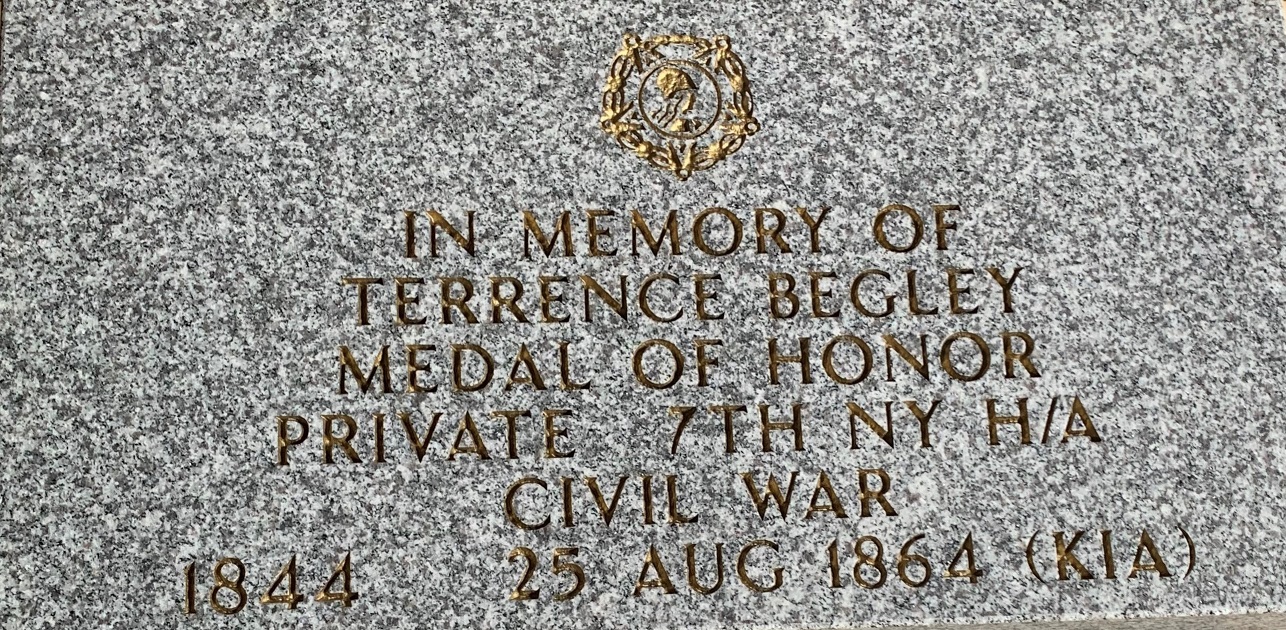 IN MEMORY OF
TERRENCE BEGLEY
MEDAL OF HONOR
PRIVATE 7TH NY H/A
CIVIL WAR
1844 25 AUG 1864 (KIA)